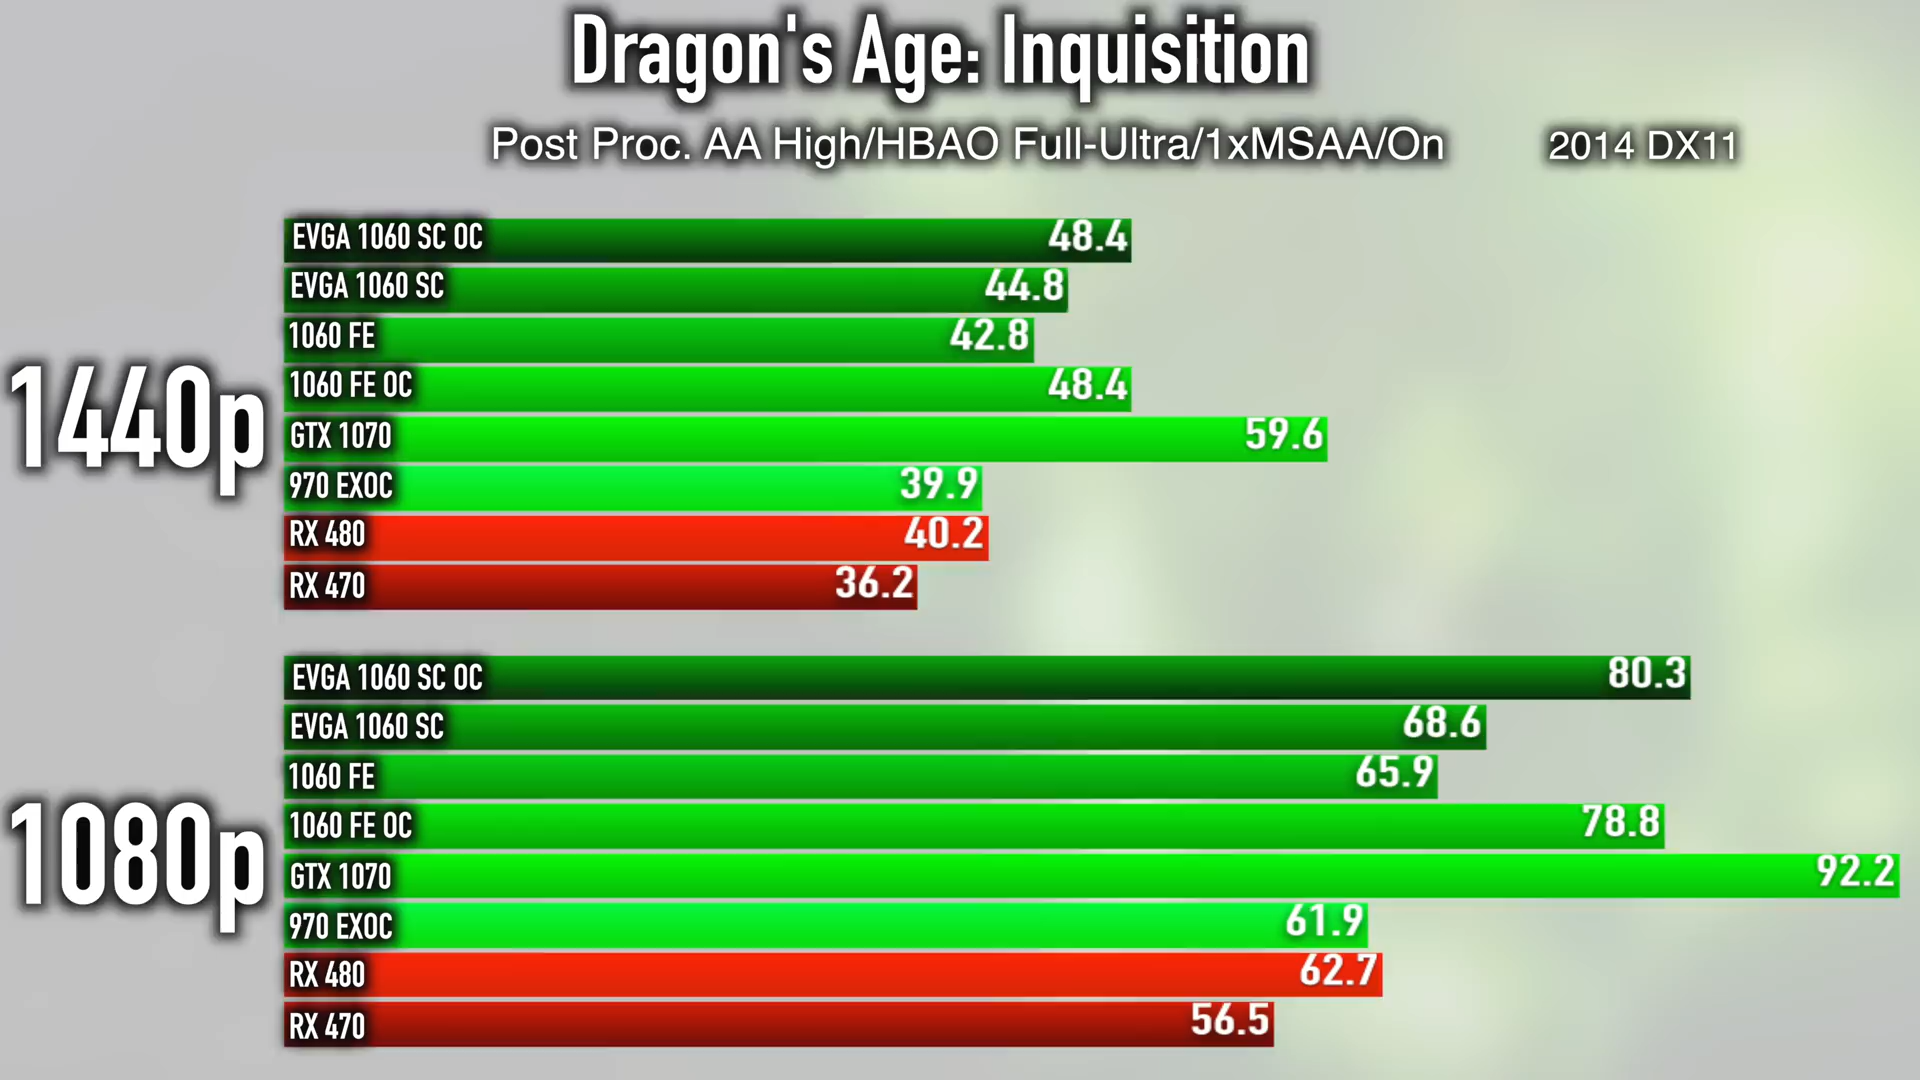 Dragon's Age: Inquisition
Post Proc. AA High/HBAO Full-Ultra/1xMSAA/On 2014 DX11
1440p
EVGA 1060 SC OC 48.4
EVGA 1060 SC 44.8
1060 FE 42.8
1060 FE OC 48.4
GTX 1070 59.6
970 EXOC 39.9
RX 480 40.2
RX 470 36.2
1080p
EVGA 1060 SC OC 80.3
EVGA 1060 SC 68.6
1060 FE 65.9
1060 FE OC 78.8
GTX 1070 92.2
970 EXOC 61.9
RX 480 62.7
RX 470 56.5